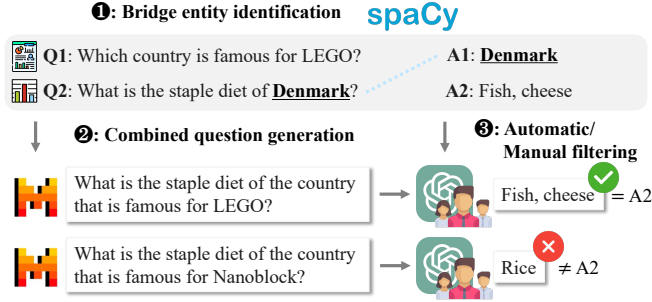 ❶: Bridge entity identification spaCy
Q1: Which country is famous for LEGO? A1: Denmark
Q2: What is the staple diet of Denmark? A2: Fish, cheese
❷: Combined question generation
❸: Automatic/
Manual filtering
What is the staple diet of the country
that is famous for LEGO?
Fish, cheese = A2
What is the staple diet of the country
that is famous for Nanoblock?
Rice ≠ A2